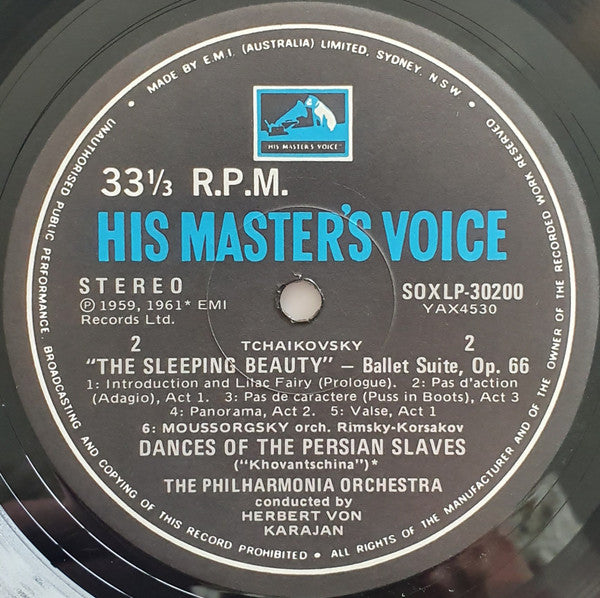 MADE BY E.M.I. (AUSTRALIA) LIMITED, SYDNEY, N.S.W.
"HIS MASTER'S VOICE"
33 1/3 R.P.M.
HIS MASTER'S VOICE
STEREO
SOXLP-30200
Ⓟ 1959, 1961* EMI
Records Ltd.
YAX4530
2 TCHAIKOVSKY 2
"THE SLEEPING BEAUTY" – Ballet Suite, Op. 66
1: Introduction and Lilac Fairy (Prologue). 2: Pas d'action
(Adagio), Act 1. 3: Pas de caractere (Puss in Boots), Act 3
4: Panorama, Act 2. 5: Valse, Act 1
6: MOUSSORGSKY orch. Rimsky-Korsakov
DANCES OF THE PERSIAN SLAVES
("Khovantschina")*
THE PHILHARMONIA ORCHESTRA
conducted by
HERBERT VON
KARAJAN
ALL RIGHTS OF THE MANUFACTURER AND OF THE OWNER OF THE RECORDED WORK RESERVED
UNAUTHORISED PUBLIC PERFORMANCE, BROADCASTING AND COPYING OF THIS RECORD PROHIBITED